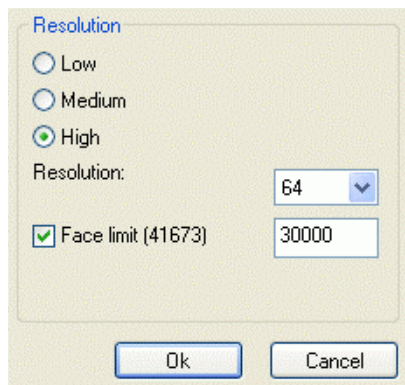 Resolution
Low
Medium
High
Resolution:
64
Face limit (41673)
30000
Ok
Cancel